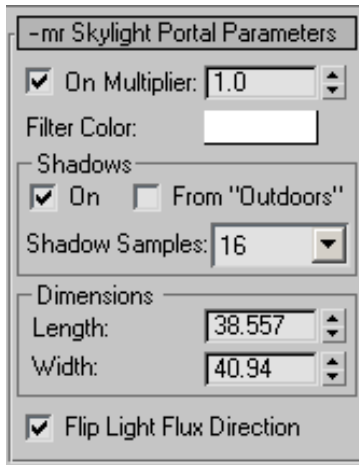 -mr Skylight Portal Parameters
On Multiplier: 1.0
Filter Color:
Shadows
On From "Outdoors"
Shadow Samples: 16
Dimensions
Length: 38.557
Width: 40.94
Flip Light Flux Direction